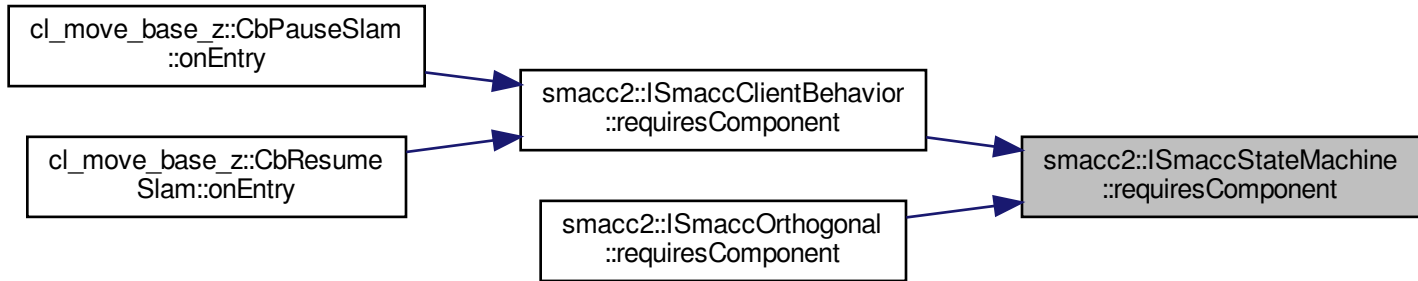 cl_move_base_z::CbPauseSlam
::onEntry
cl_move_base_z::CbResume
Slam::onEntry
smacc2::ISmaccClientBehavior
::requiresComponent
smacc2::ISmaccOrthogonal
::requiresComponent
smacc2::ISmaccStateMachine
::requiresComponent